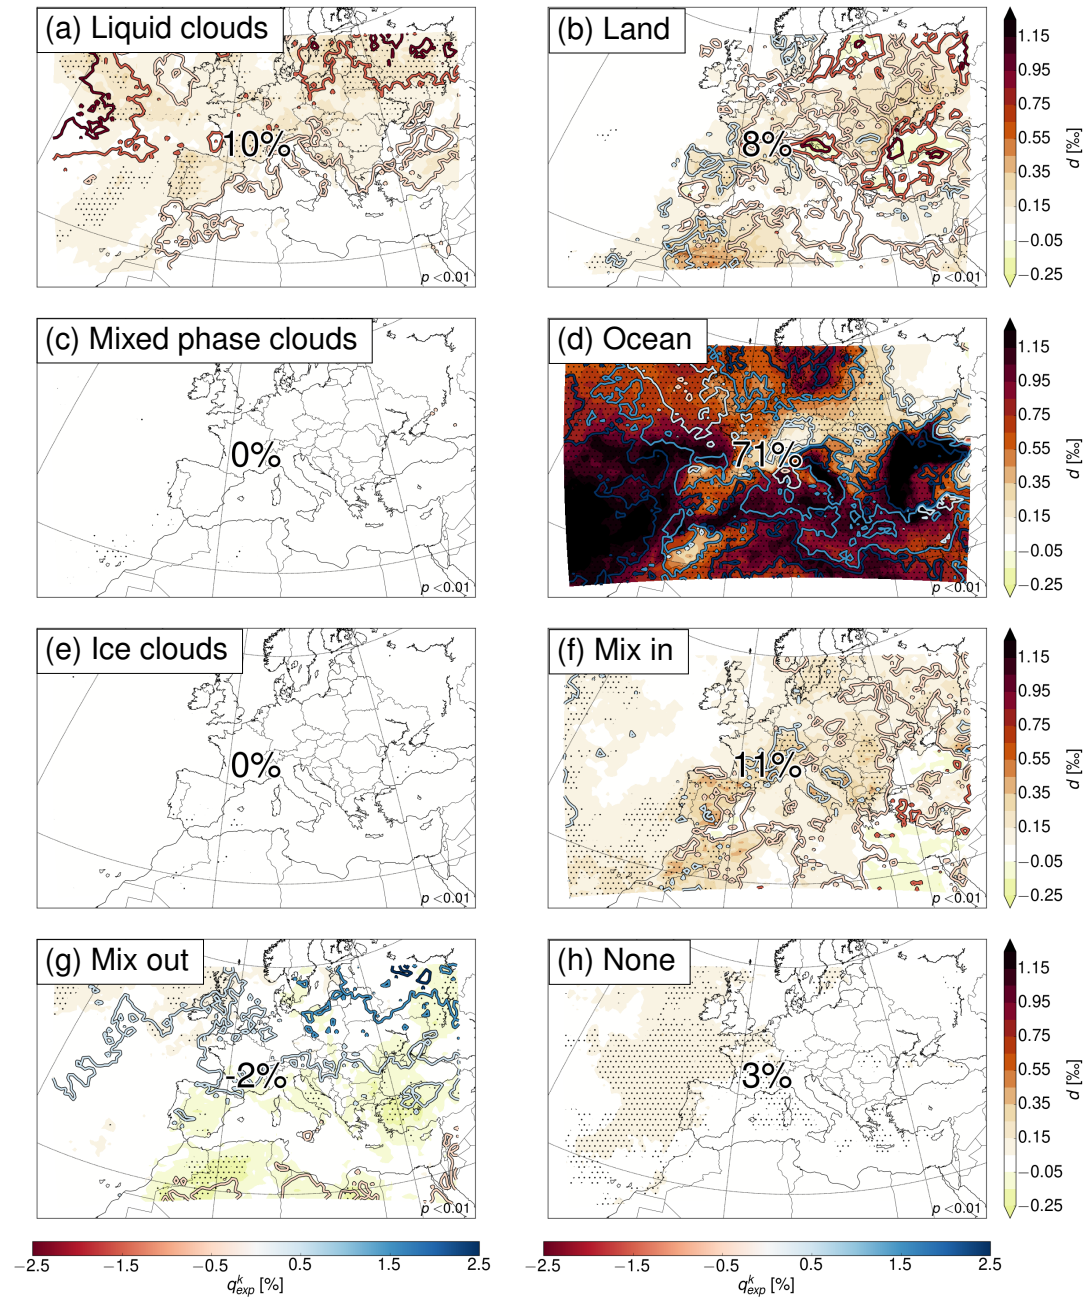 (a) Liquid clouds
10%
p <0.01
(b) Land
8%
p <0.01
1.15
0.95
0.75
0.55
0.35
0.15
−0.05
−0.25
d [‰]
(c) Mixed phase clouds
0%
p <0.01
(d) Ocean
71%
p <0.01
1.15
0.95
0.75
0.55
0.35
0.15
−0.05
−0.25
d [‰]
(e) Ice clouds
0%
p <0.01
(f) Mix in
11%
p <0.01
1.15
0.95
0.75
0.55
0.35
0.15
−0.05
−0.25
d [‰]
(g) Mix out
-2%
p <0.01
(h) None
3%
p <0.01
1.15
0.95
0.75
0.55
0.35
0.15
−0.05
−0.25
d [‰]
−2.5 −1.5 −0.5 0.5 1.5 2.5
q^k_exp [%]
−2.5 −1.5 −0.5 0.5 1.5 2.5
q^k_exp [%]